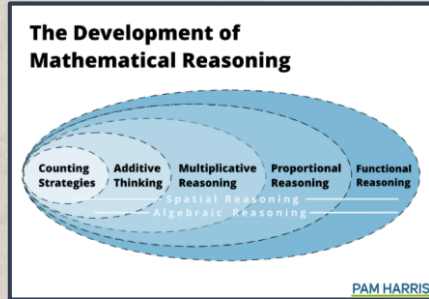 The Development of
Mathematical Reasoning
Counting
Strategies
Additive
Thinking
Multiplicative
Reasoning
Proportional
Reasoning
Functional
Reasoning
Spatial Reasoning
Algebraic Reasoning
PAM HARRIS